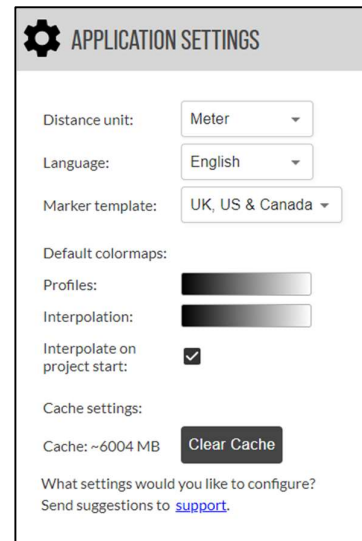 APPLICATION SETTINGS
Distance unit: Meter
Language: English
Marker template: UK, US & Canada
Default colormaps:
Profiles:
Interpolation:
Interpolate on
project start:
Cache settings:
Cache: ~6004 MB Clear Cache
What settings would you like to configure?
Send suggestions to support.